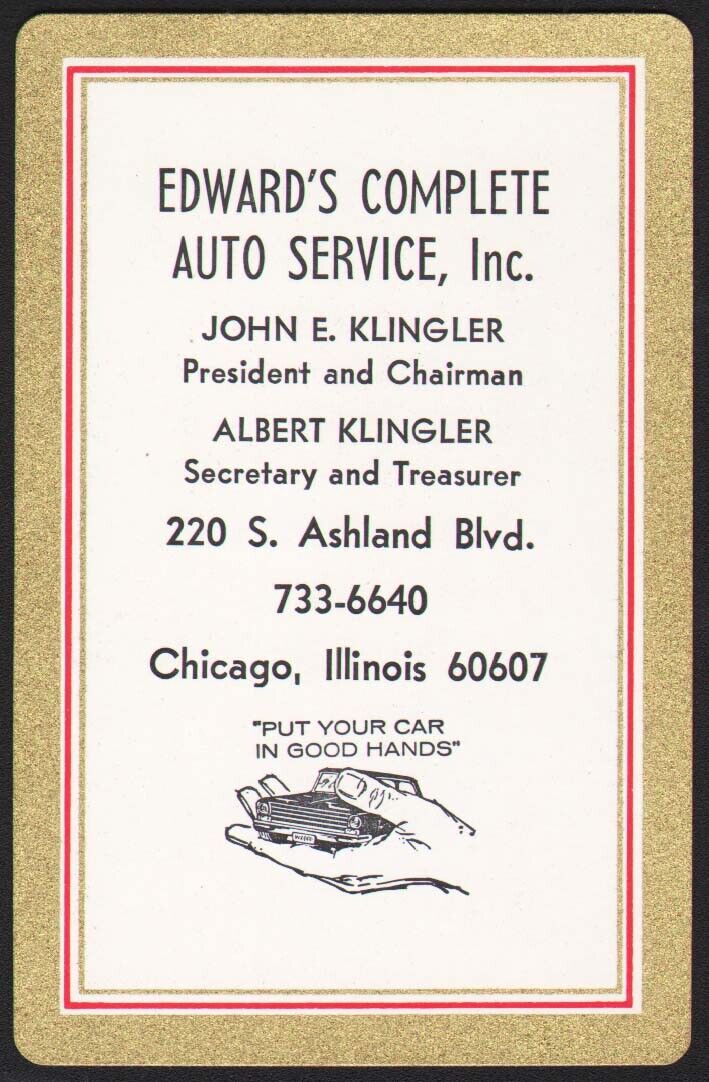 EDWARD'S COMPLETE
AUTO SERVICE, Inc.
JOHN E. KLINGLER
President and Chairman
ALBERT KLINGLER
Secretary and Treasurer
220 S. Ashland Blvd.
733-6640
Chicago, Illinois 60607
"PUT YOUR CAR
IN GOOD HANDS"